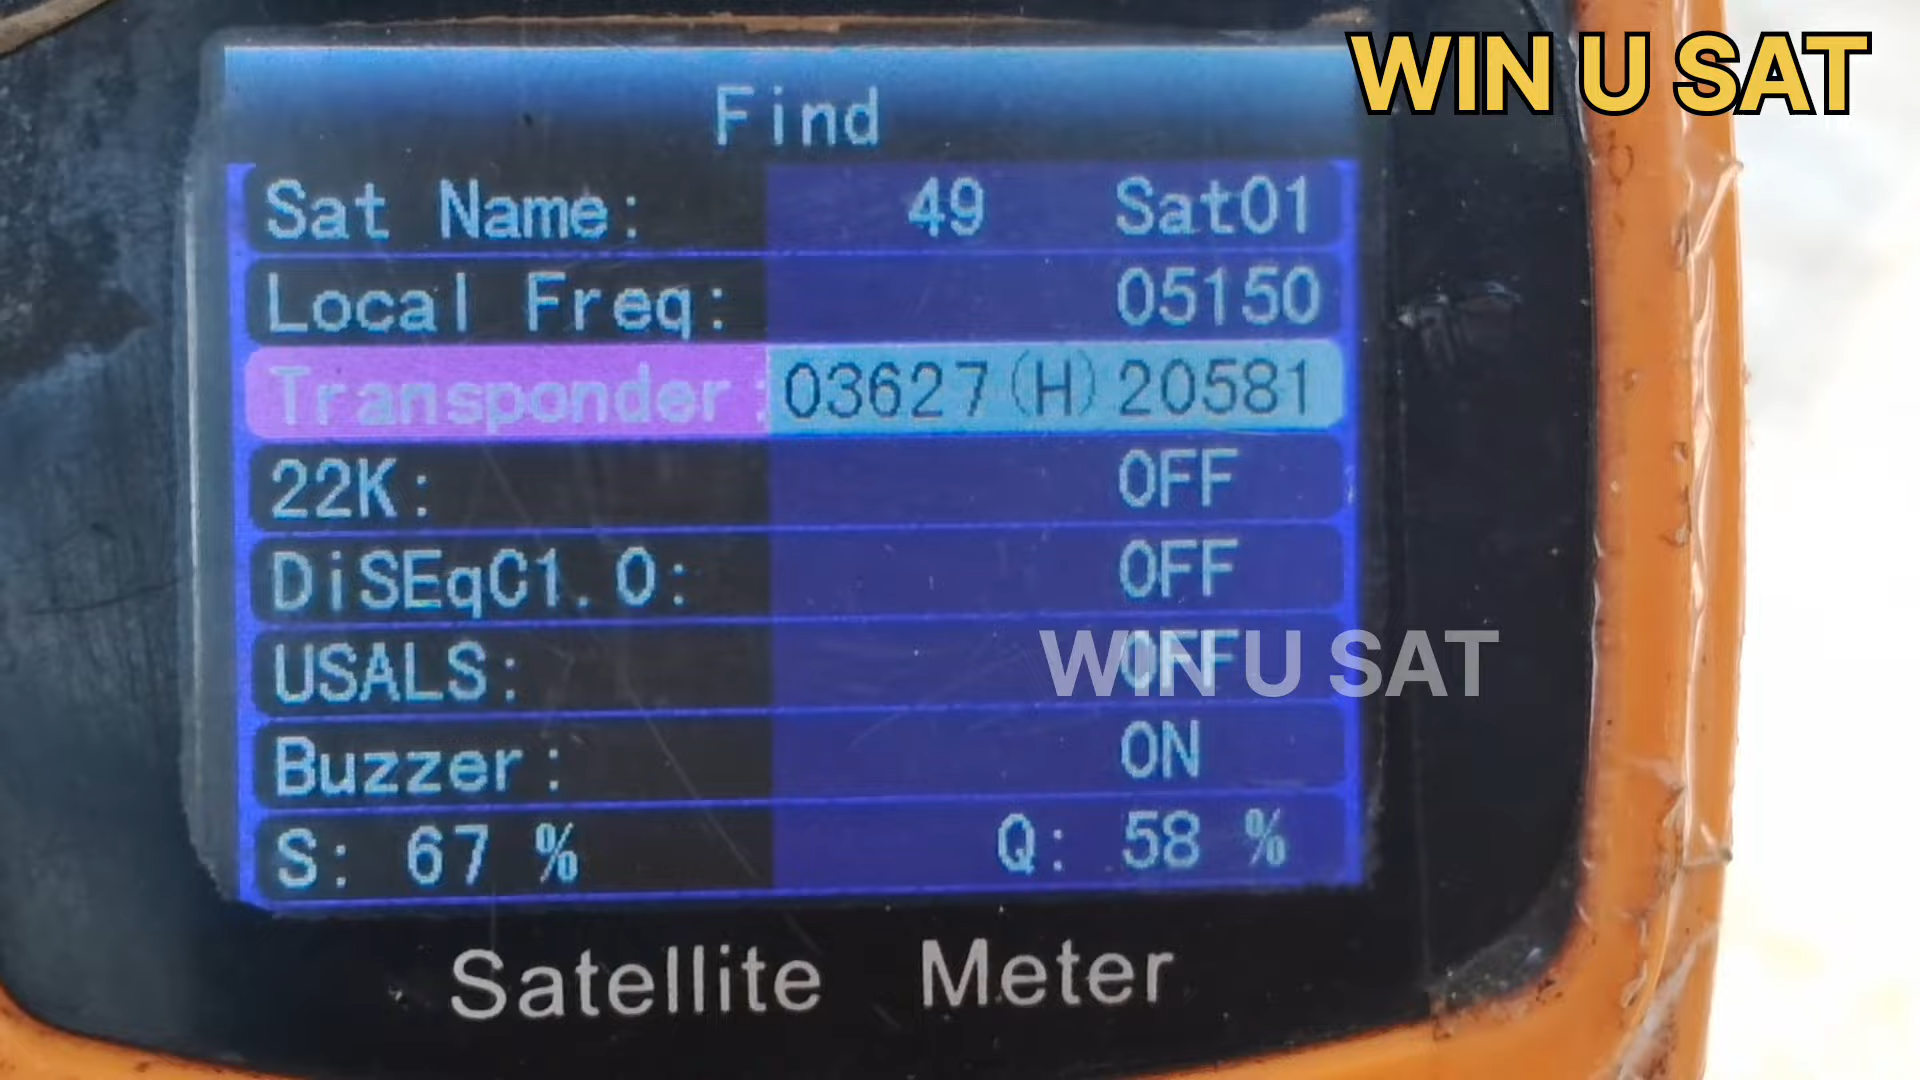 WIN U SAT
Find
Sat Name: 49 Sat01
Local Freq: 05150
Transponder: 03627(H)20581
22K: OFF
DiSEqC1.0: OFF
USALS: OFF
WIN U SAT
Buzzer: ON
S: 67 % Q: 58 %
Satellite Meter